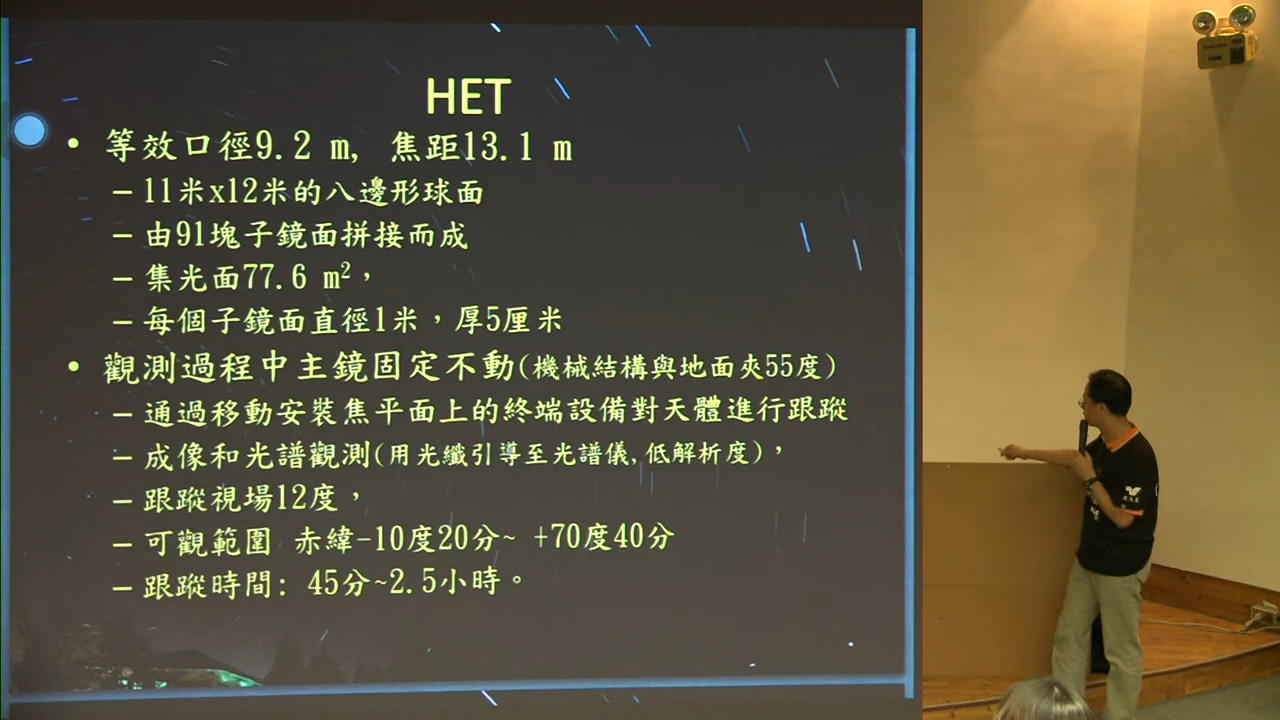 HET
• 等效口徑9.2 m, 焦距13.1 m
– 11米x12米的八邊形球面
– 由91塊子鏡面拼接而成
– 集光面77.6 m²，
– 每個子鏡面直徑1米，厚5厘米
• 觀測過程中主鏡固定不動(機械結構與地面夾55度)
– 通過移動安裝焦平面上的終端設備對天體進行跟蹤
– 成像和光譜觀測(用光纖引導至光譜儀,低解析度)，
– 跟蹤視場12度，
– 可觀範圍 赤緯-10度20分~ +70度40分
– 跟蹤時間: 45分~2.5小時。